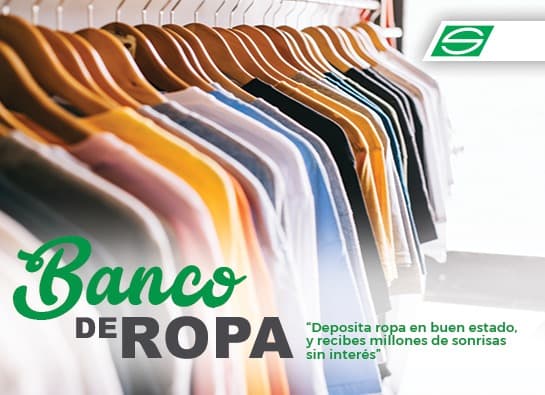 Banco
DE ROPA
"Deposita ropa en buen estado,
y recibes millones de sonrisas
sin interés"